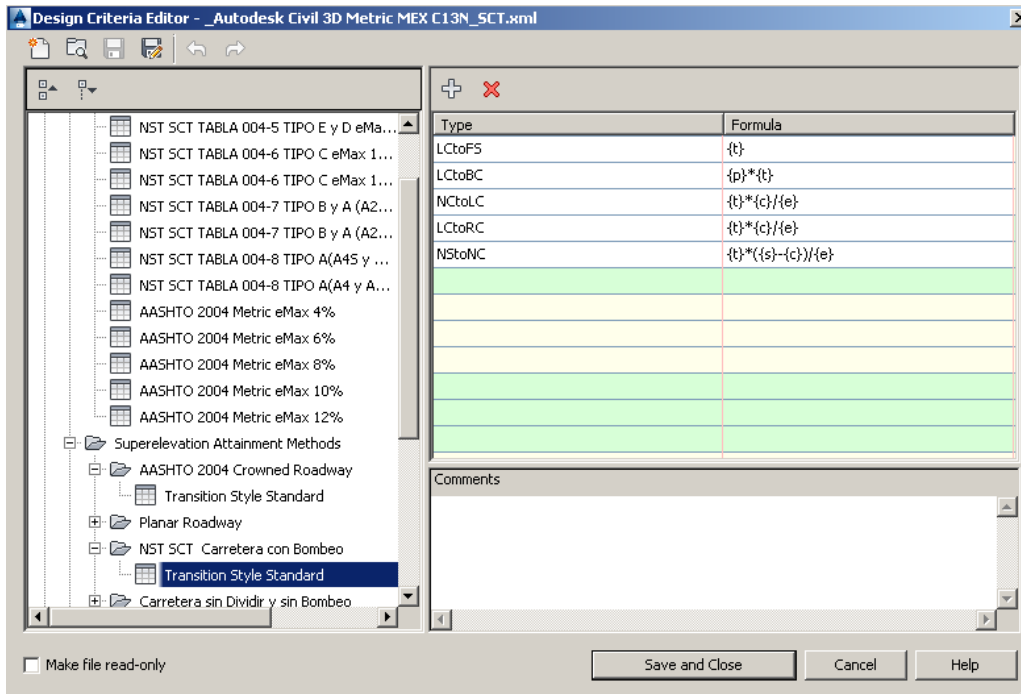 Design Criteria Editor - _Autodesk Civil 3D Metric MEX C13N_SCT.xml
NST SCT TABLA 004-5 TIPO E y D eMa...
NST SCT TABLA 004-6 TIPO C eMax 1...
NST SCT TABLA 004-6 TIPO C eMax 1...
NST SCT TABLA 004-7 TIPO B y A (A2...
NST SCT TABLA 004-7 TIPO B y A (A2...
NST SCT TABLA 004-8 TIPO A(A4S y ...
NST SCT TABLA 004-8 TIPO A(A4 y A...
AASHTO 2004 Metric eMax 4%
AASHTO 2004 Metric eMax 6%
AASHTO 2004 Metric eMax 8%
AASHTO 2004 Metric eMax 10%
AASHTO 2004 Metric eMax 12%
Superelevation Attainment Methods
AASHTO 2004 Crowned Roadway
Transition Style Standard
Planar Roadway
NST SCT Carretera con Bombeo
Transition Style Standard
Carretera sin Dividir y sin Bombeo
Type Formula
LCtoFS {t}
LCtoBC {p}*{t}
NCtoLC {t}*{c}/{e}
LCtoRC {t}*{c}/{e}
NStoNC {t}*({s}-{c})/{e}
Comments
Make file read-only
Save and Close Cancel Help